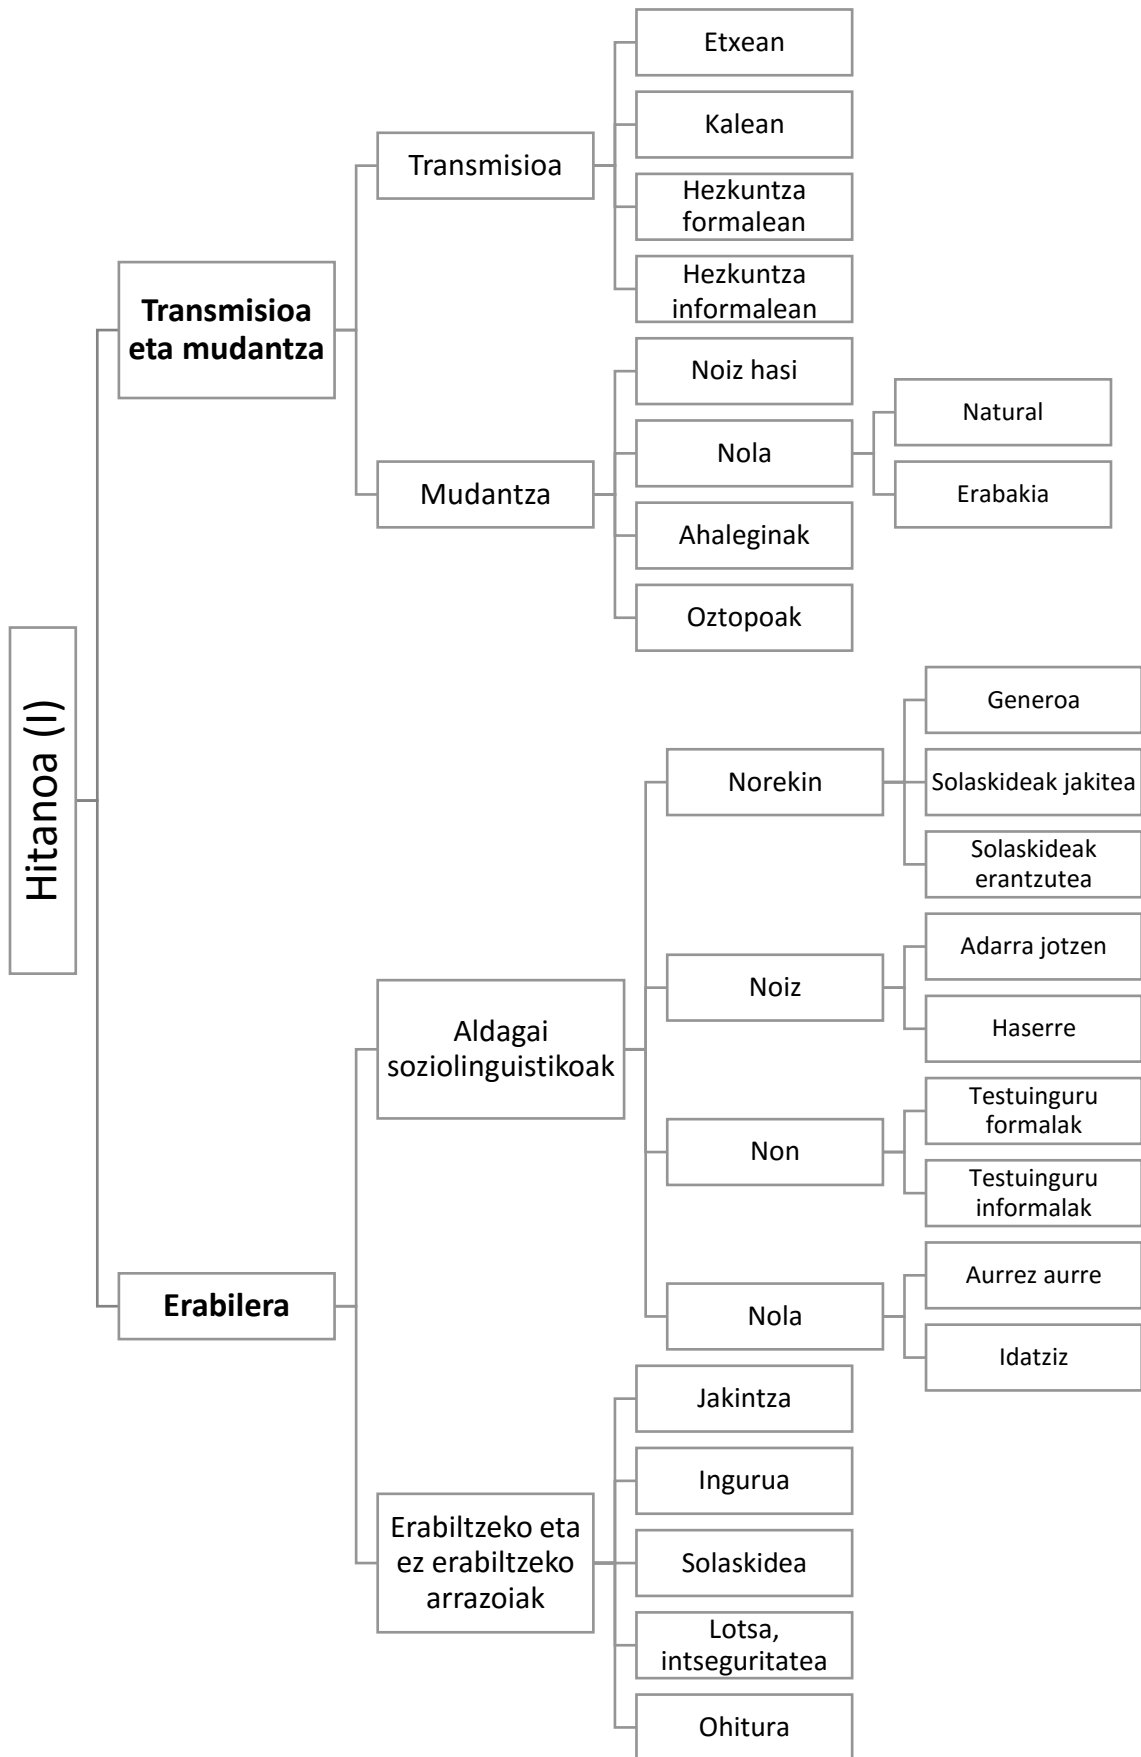 Hitanoa (I)
Transmisioa
eta mudantza
Transmisioa
Etxean
Kalean
Hezkuntza
formalean
Hezkuntza
informalean
Mudantza
Noiz hasi
Nola
Natural
Erabakia
Ahaleginak
Oztopoak
Erabilera
Aldagai
soziolinguistikoak
Norekin
Generoa
Solaskideak jakitea
Solaskideak
erantzutea
Noiz
Adarra jotzen
Haserre
Non
Testuinguru
formalak
Testuinguru
informalak
Nola
Aurrez aurre
Idatziz
Erabiltzeko eta
ez erabiltzeko
arrazoiak
Jakintza
Ingurua
Solaskidea
Lotsa,
intseguritatea
Ohitura